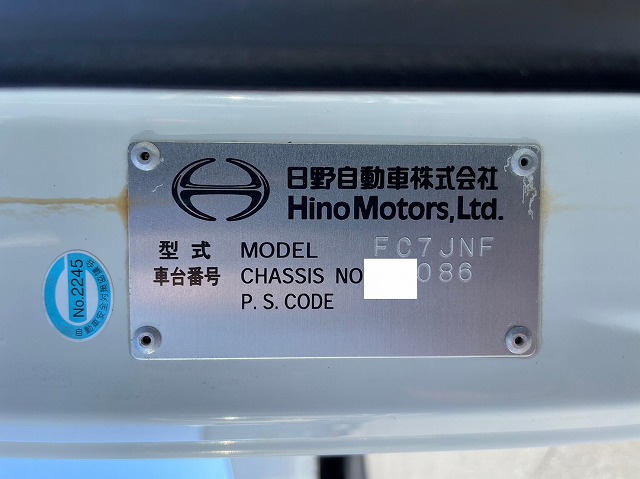 日野自動車株式会社
Hino Motors, Ltd.
型式 MODEL FC7JNF
車台番号 CHASSIS NO 086
P.S.CODE
No.2245